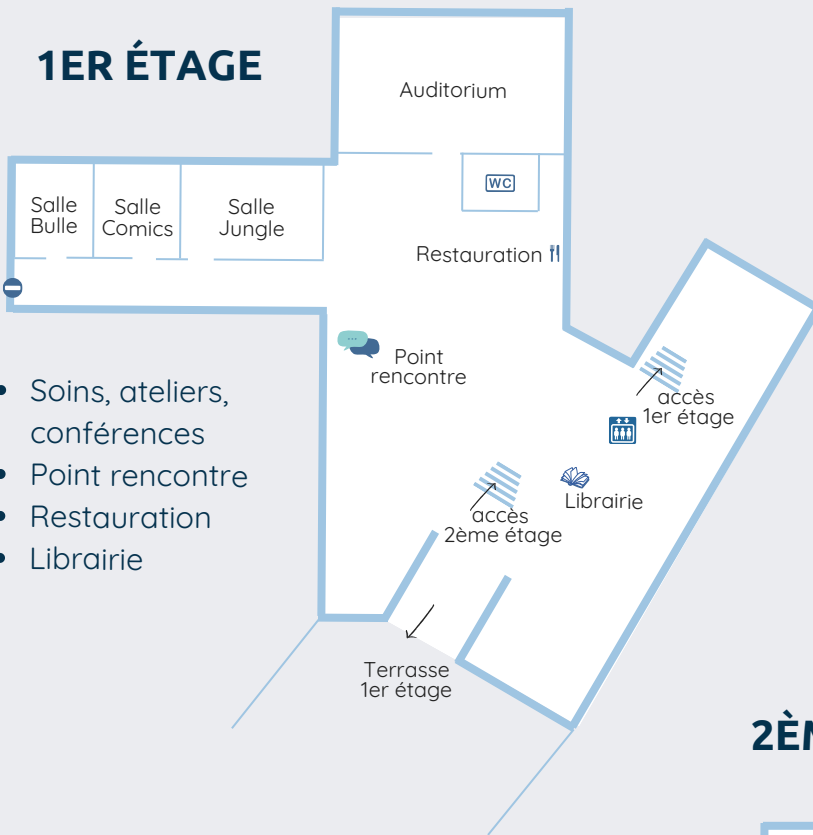 1ER ÉTAGE
Auditorium
WC
Salle
Bulle
Salle
Comics
Salle
Jungle
Restauration
Point
rencontre
accès
1er étage
Librairie
accès
2ème étage
Terrasse
1er étage
• Soins, ateliers,
conférences
• Point rencontre
• Restauration
• Librairie